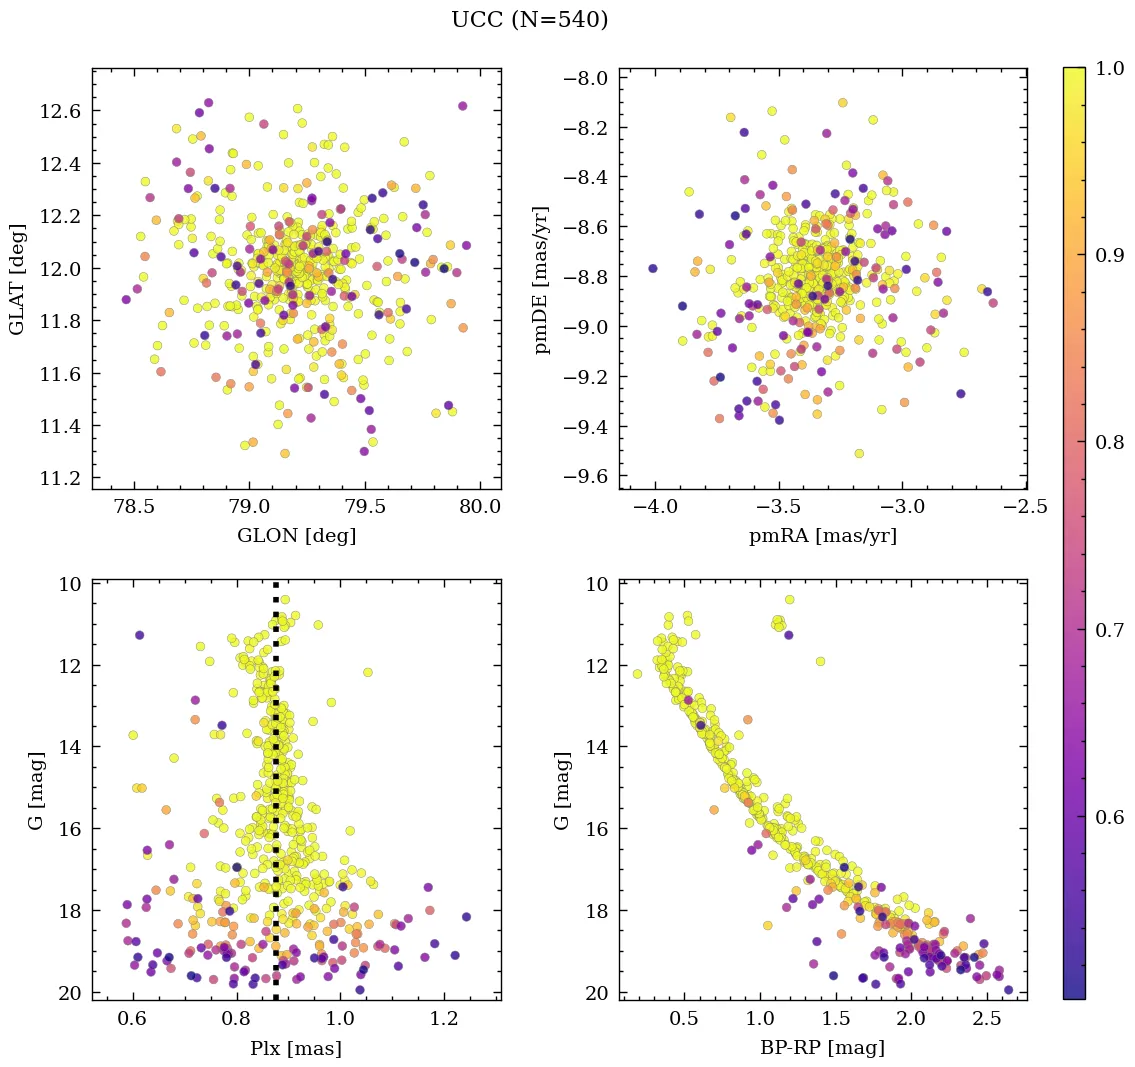 UCC (N=540)
12.6
12.4
12.2
12.0
11.8
11.6
11.4
11.2
GLAT [deg]
78.5 79.0 79.5 80.0
GLON [deg]
−8.0
−8.2
−8.4
−8.6
−8.8
−9.0
−9.2
−9.4
−9.6
pmDE [mas/yr]
−4.0 −3.5 −3.0 −2.5
pmRA [mas/yr]
10
12
14
16
18
20
G [mag]
0.6 0.8 1.0 1.2
Plx [mas]
10
12
14
16
18
20
G [mag]
0.5 1.0 1.5 2.0 2.5
BP-RP [mag]
1.0
0.9
0.8
0.7
0.6